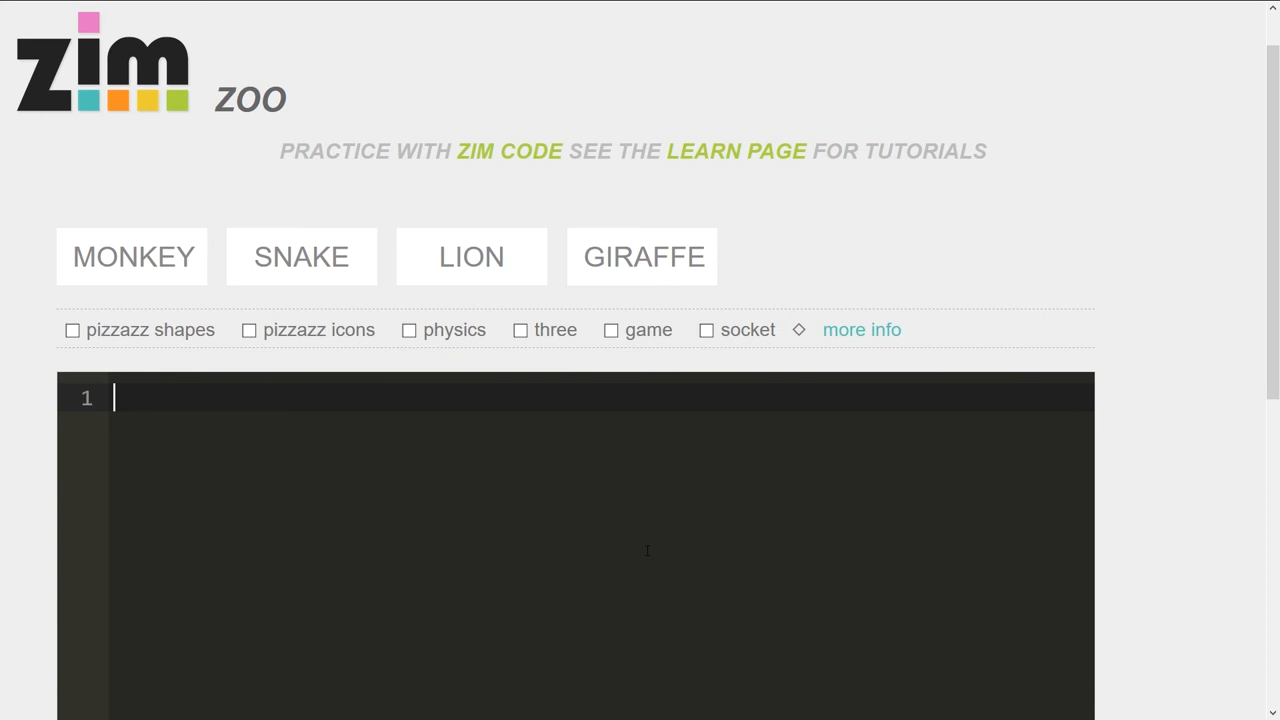 zim ZOO
PRACTICE WITH ZIM CODE SEE THE LEARN PAGE FOR TUTORIALS
MONKEY SNAKE LION GIRAFFE
pizzazz shapes pizzazz icons physics three game socket more info
1